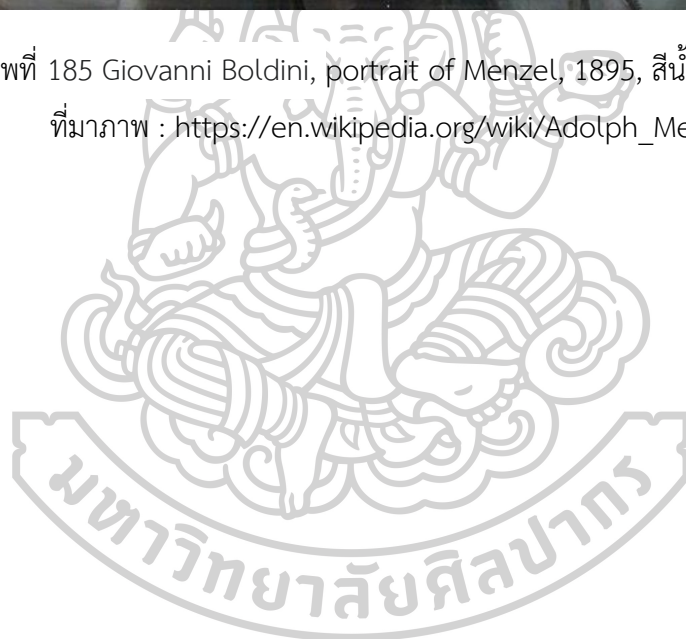 พที่ 185 Giovanni Boldini, portrait of Menzel, 1895, สีน้
ที่มาภาพ : https://en.wikipedia.org/wiki/Adolph_Me
มหาวิทยาลัยศิลปากร